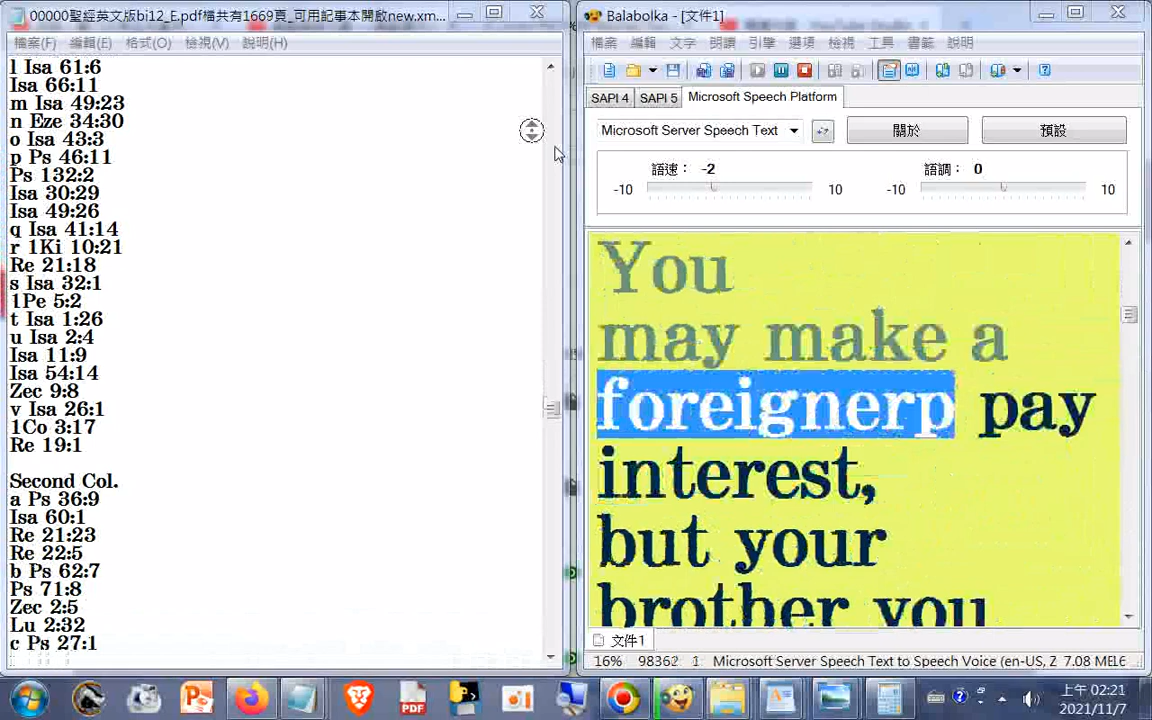 00000聖經英文版bi12_E.pdf檔共有1669頁_可用記事本開啟new.xm...
檔案(F) 編輯(E) 格式(O) 檢視(V) 說明(H)
l Isa 61:6
Isa 66:11
m Isa 49:23
n Eze 34:30
o Isa 43:3
p Ps 46:11
Ps 132:2
Isa 30:29
Isa 49:26
q Isa 41:14
r 1Ki 10:21
Re 21:18
s Isa 32:1
1Pe 5:2
t Isa 1:26
u Isa 2:4
Isa 11:9
Isa 54:14
Zec 9:8
v Isa 26:1
1Co 3:17
Re 19:1
Second Col.
a Ps 36:9
Isa 60:1
Re 21:23
Re 22:5
b Ps 62:7
Ps 71:8
Zec 2:5
Lu 2:32
c Ps 27:1
Balabolka - [文件1]
檔案 編輯 文字 朗讀 引擎 選項 檢視 工具 書籤 說明
SAPI 4 SAPI 5 Microsoft Speech Platform
Microsoft Server Speech Text 關於 預設
語速: -2 語調: 0
-10 10 -10 10
You
may make a
foreignerp pay
interest,
but your
brother you
文件1
16% 98362 1 Microsoft Server Speech Text to Speech Voice (en-US, Z 7.08 MB
PDF
上午 02:21
2021/11/7